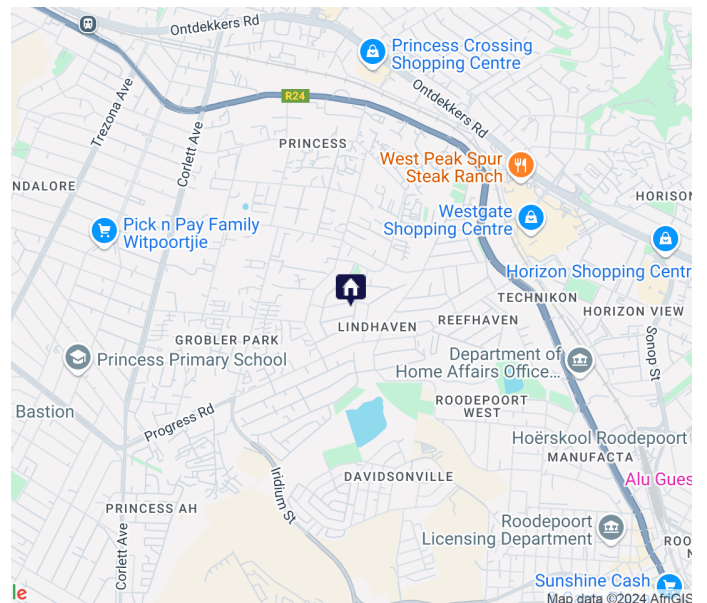 Ontdekkers Rd
Princess Crossing
Shopping Centre
Trezona Ave
Corlett Ave
R24
Ontdekkers Rd
PRINCESS
West Peak Spur
Steak Ranch
NDALORE
HORISON
Pick n Pay Family
Witpoortjie
Westgate
Shopping Centre
Horizon Shopping Centr
TECHNIKON
HORIZON VIEW
REEFHAVEN
LINDHAVEN
GROBLER PARK
Sonop St
Princess Primary School
Department of
Home Affairs Office...
Bastion
Progress Rd
ROODEPOORT
WEST
Hoërskool Roodepoort
MANUFACTA
Iridium St
DAVIDSONVILLE
Alu Gues
PRINCESS AH
Corlett Ave
Roodepoort
Licensing Department
ROO
N
Sunshine Cash
le
Map data ©2024 AfriGIS